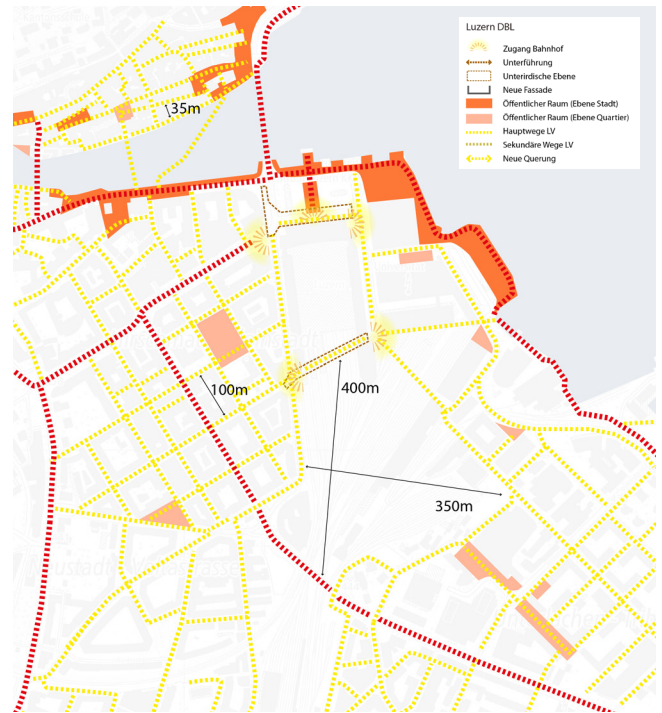 Luzern DBL
Zugang Bahnhof
Unterführung
Unterirdische Ebene
Neue Fassade
Öffentlicher Raum (Ebene Stadt)
Öffentlicher Raum (Ebene Quartier)
Hauptwege LV
Sekundäre Wege LV
Neue Querung
35m
100m
400m
350m